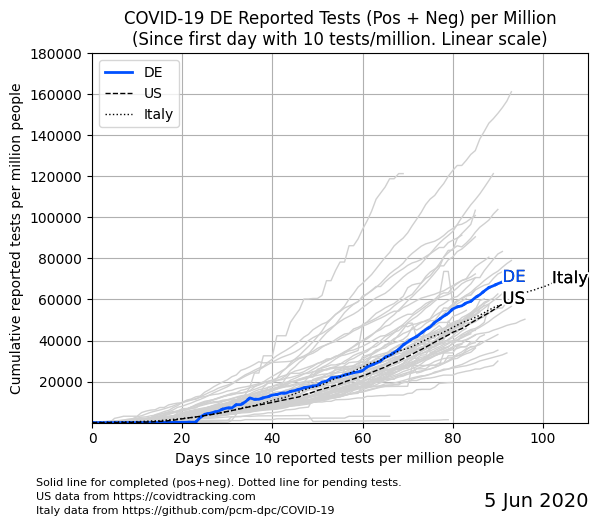 COVID-19 DE Reported Tests (Pos + Neg) per Million
(Since first day with 10 tests/million. Linear scale)
180000
160000
140000
120000
100000
80000
60000
40000
20000
Cumulative reported tests per million people
DE
US
Italy
DE
Italy
US
0 20 40 60 80 100
Days since 10 reported tests per million people
Solid line for completed (pos+neg). Dotted line for pending tests.
US data from https://covidtracking.com
Italy data from https://github.com/pcm-dpc/COVID-19
5 Jun 2020